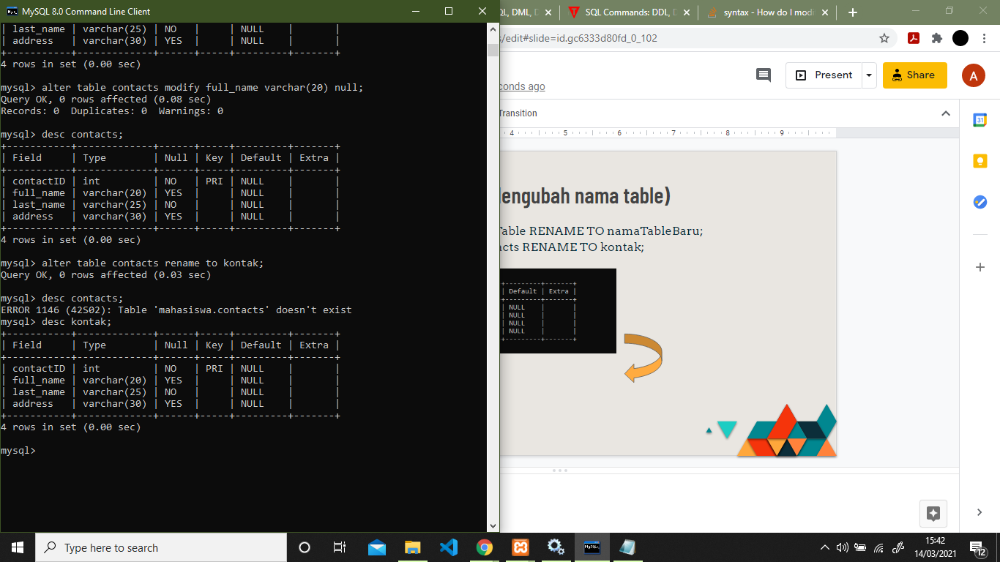 MySQL 8.0 Command Line Client
| last_name | varchar(25) | NO   |     | NULL    |       |
| address   | varchar(30) | YES  |     | NULL    |       |
+-----------+-------------+------+-----+---------+-------+
4 rows in set (0.00 sec)
mysql> alter table contacts modify full_name varchar(20) null;
Query OK, 0 rows affected (0.08 sec)
Records: 0  Duplicates: 0  Warnings: 0
mysql> desc contacts;
+-----------+-------------+------+-----+---------+-------+
| Field     | Type        | Null | Key | Default | Extra |
+-----------+-------------+------+-----+---------+-------+
| contactID | int         | NO   | PRI | NULL    |       |
| full_name | varchar(20) | YES  |     | NULL    |       |
| last_name | varchar(25) | NO   |     | NULL    |       |
| address   | varchar(30) | YES  |     | NULL    |       |
+-----------+-------------+------+-----+---------+-------+
4 rows in set (0.00 sec)
mysql> alter table contacts rename to kontak;
Query OK, 0 rows affected (0.03 sec)
mysql> desc contacts;
ERROR 1146 (42S02): Table 'mahasiswa.contacts' doesn't exist
mysql> desc kontak;
+-----------+-------------+------+-----+---------+-------+
| Field     | Type        | Null | Key | Default | Extra |
+-----------+-------------+------+-----+---------+-------+
| contactID | int         | NO   | PRI | NULL    |       |
| full_name | varchar(20) | YES  |     | NULL    |       |
| last_name | varchar(25) | NO   |     | NULL    |       |
| address   | varchar(30) | YES  |     | NULL    |       |
+-----------+-------------+------+-----+---------+-------+
4 rows in set (0.00 sec)
mysql>
QL, DML, D
SQL Commands: DDL, D
syntax - How do I modi
s/edit#slide=id.gc6333d80fd_0_102
Present
Share
A
conds ago
Transition
4 5 6 7 8 9
engubah nama table)
Table RENAME TO namaTableBaru;
acts RENAME TO kontak;
+---------+-------+
| Default | Extra |
+---------+-------+
| NULL    |       |
| NULL    |       |
| NULL    |       |
| NULL    |       |
+---------+-------+
31
Type here to search
MySQL
15:42
14/03/2021
12